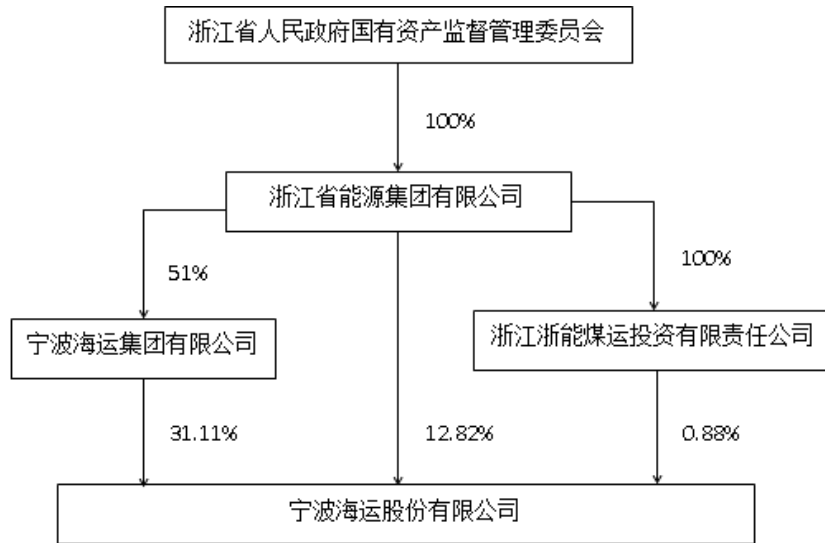 浙江省人民政府国有资产监督管理委员会
100%
浙江省能源集团有限公司
51%
100%
宁波海运集团有限公司
浙江浙能煤运投资有限责任公司
31.11%
12.82%
0.88%
宁波海运股份有限公司